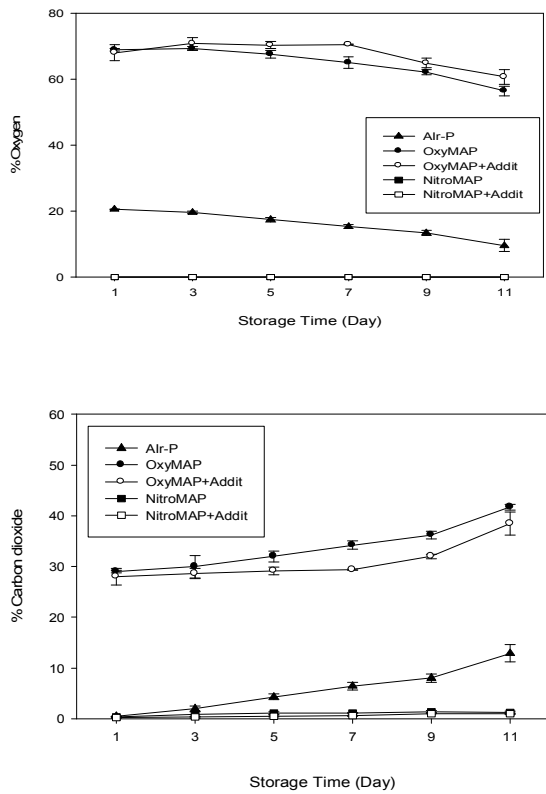 80
60
40
20
0
%Oxygen
AIr-P
OxyMAP
OxyMAP+Addit
NitroMAP
NitroMAP+Addit
1 3 5 7 9 11
Storage Time (Day)
60
50
40
30
20
10
0
%Carbon dioxide
AIr-P
OxyMAP
OxyMAP+Addit
NitroMAP
NitroMAP+Addit
1 3 5 7 9 11
Storage Time (Day)